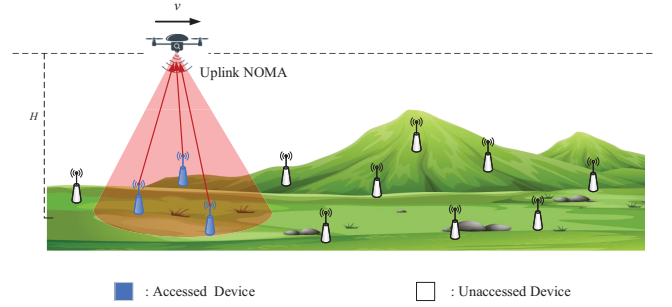 v
Uplink NOMA
H
: Accessed Device
: Unaccessed Device